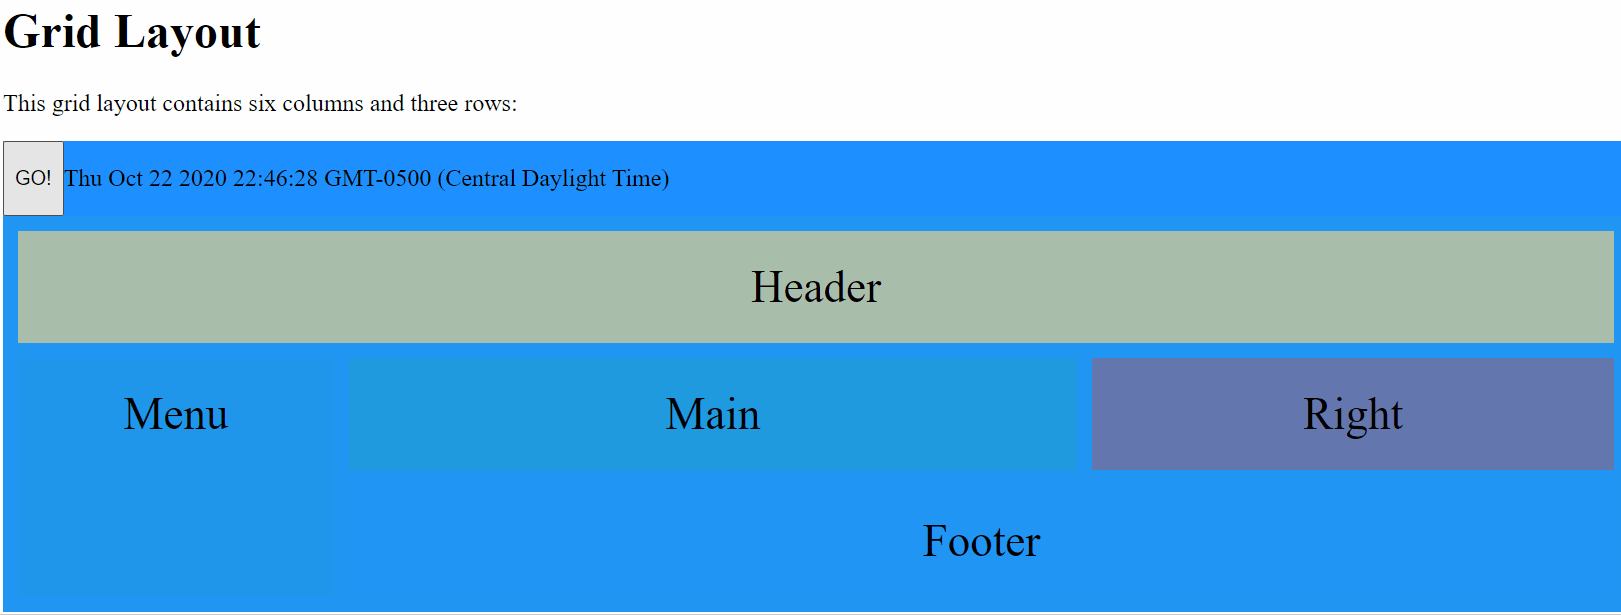 Grid Layout
This grid layout contains six columns and three rows:
GO! Thu Oct 22 2020 22:46:28 GMT-0500 (Central Daylight Time)
Header
Menu Main Right
Footer